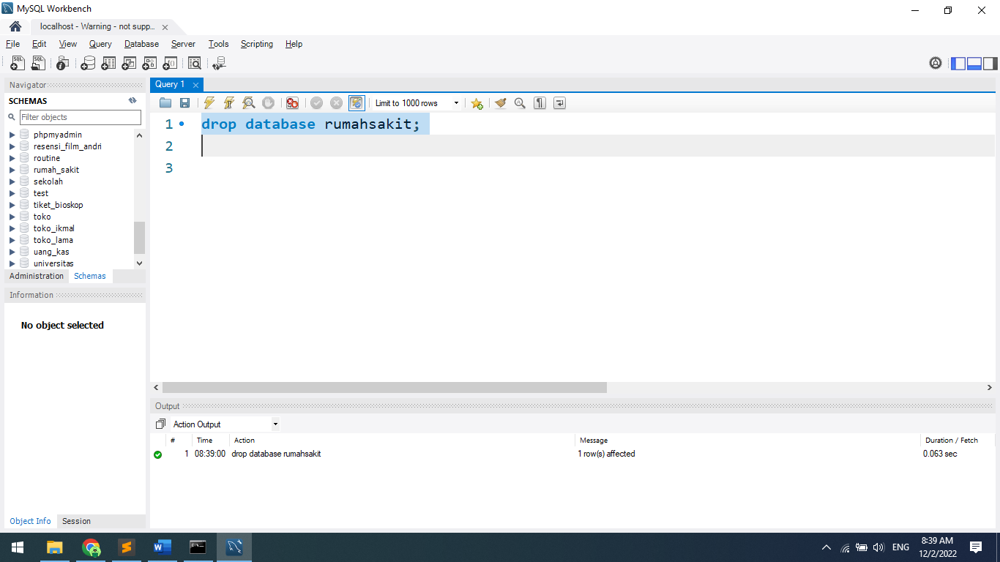 MySQL Workbench
localhost - Warning - not supp...
File Edit View Query Database Server Tools Scripting Help
Navigator
SCHEMAS
Filter objects
phpmyadmin
resensi_film_andri
routine
rumah_sakit
sekolah
test
tiket_bioskop
toko
toko_ikmal
toko_lama
uang_kas
universitas
Administration Schemas
Information
No object selected
Object Info Session
Query 1
Limit to 1000 rows
1 drop database rumahsakit;
2
3
Output
Action Output
# Time Action Message Duration / Fetch
1 08:39:00 drop database rumahsakit 1 row(s) affected 0.063 sec
ENG
8:39 AM
12/2/2022